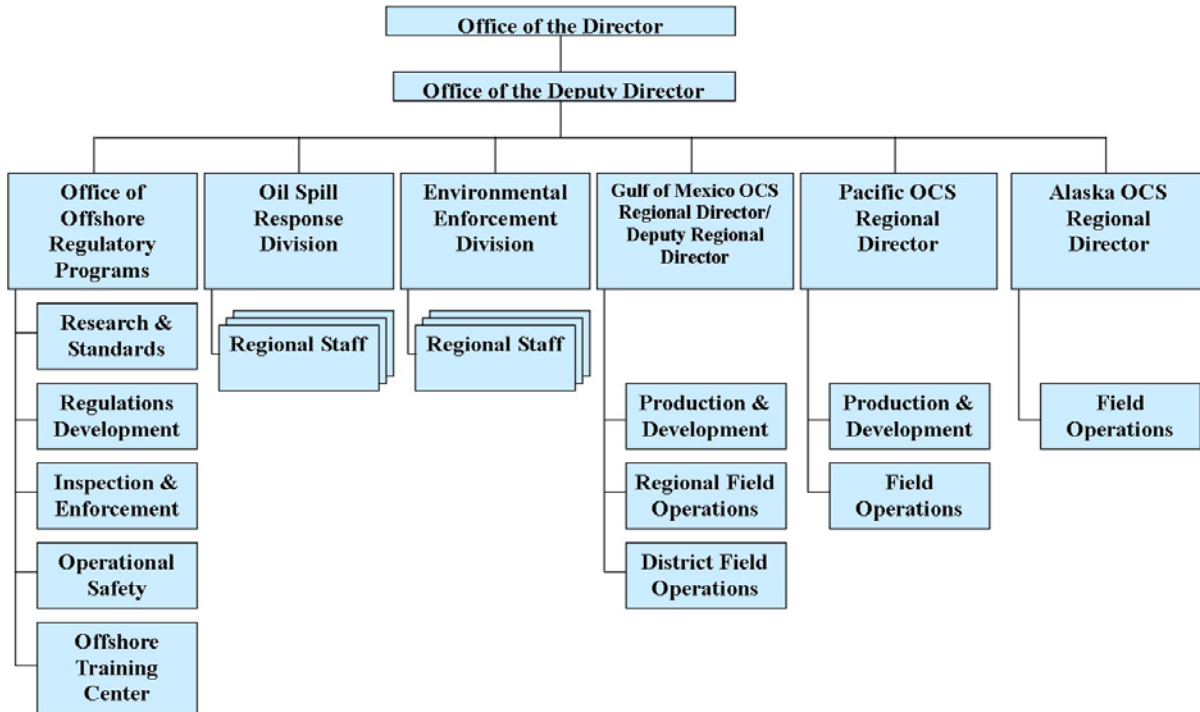 Office of the Director
Office of the Deputy Director
Office of
Offshore
Regulatory
Programs
Oil Spill
Response
Division
Environmental
Enforcement
Division
Gulf of Mexico OCS
Regional Director/
Deputy Regional
Director
Pacific OCS
Regional
Director
Alaska OCS
Regional
Director
Research &
Standards
Regulations
Development
Inspection &
Enforcement
Operational
Safety
Offshore
Training
Center
Regional Staff
Regional Staff
Production &
Development
Regional Field
Operations
District Field
Operations
Production &
Development
Field
Operations
Field
Operations